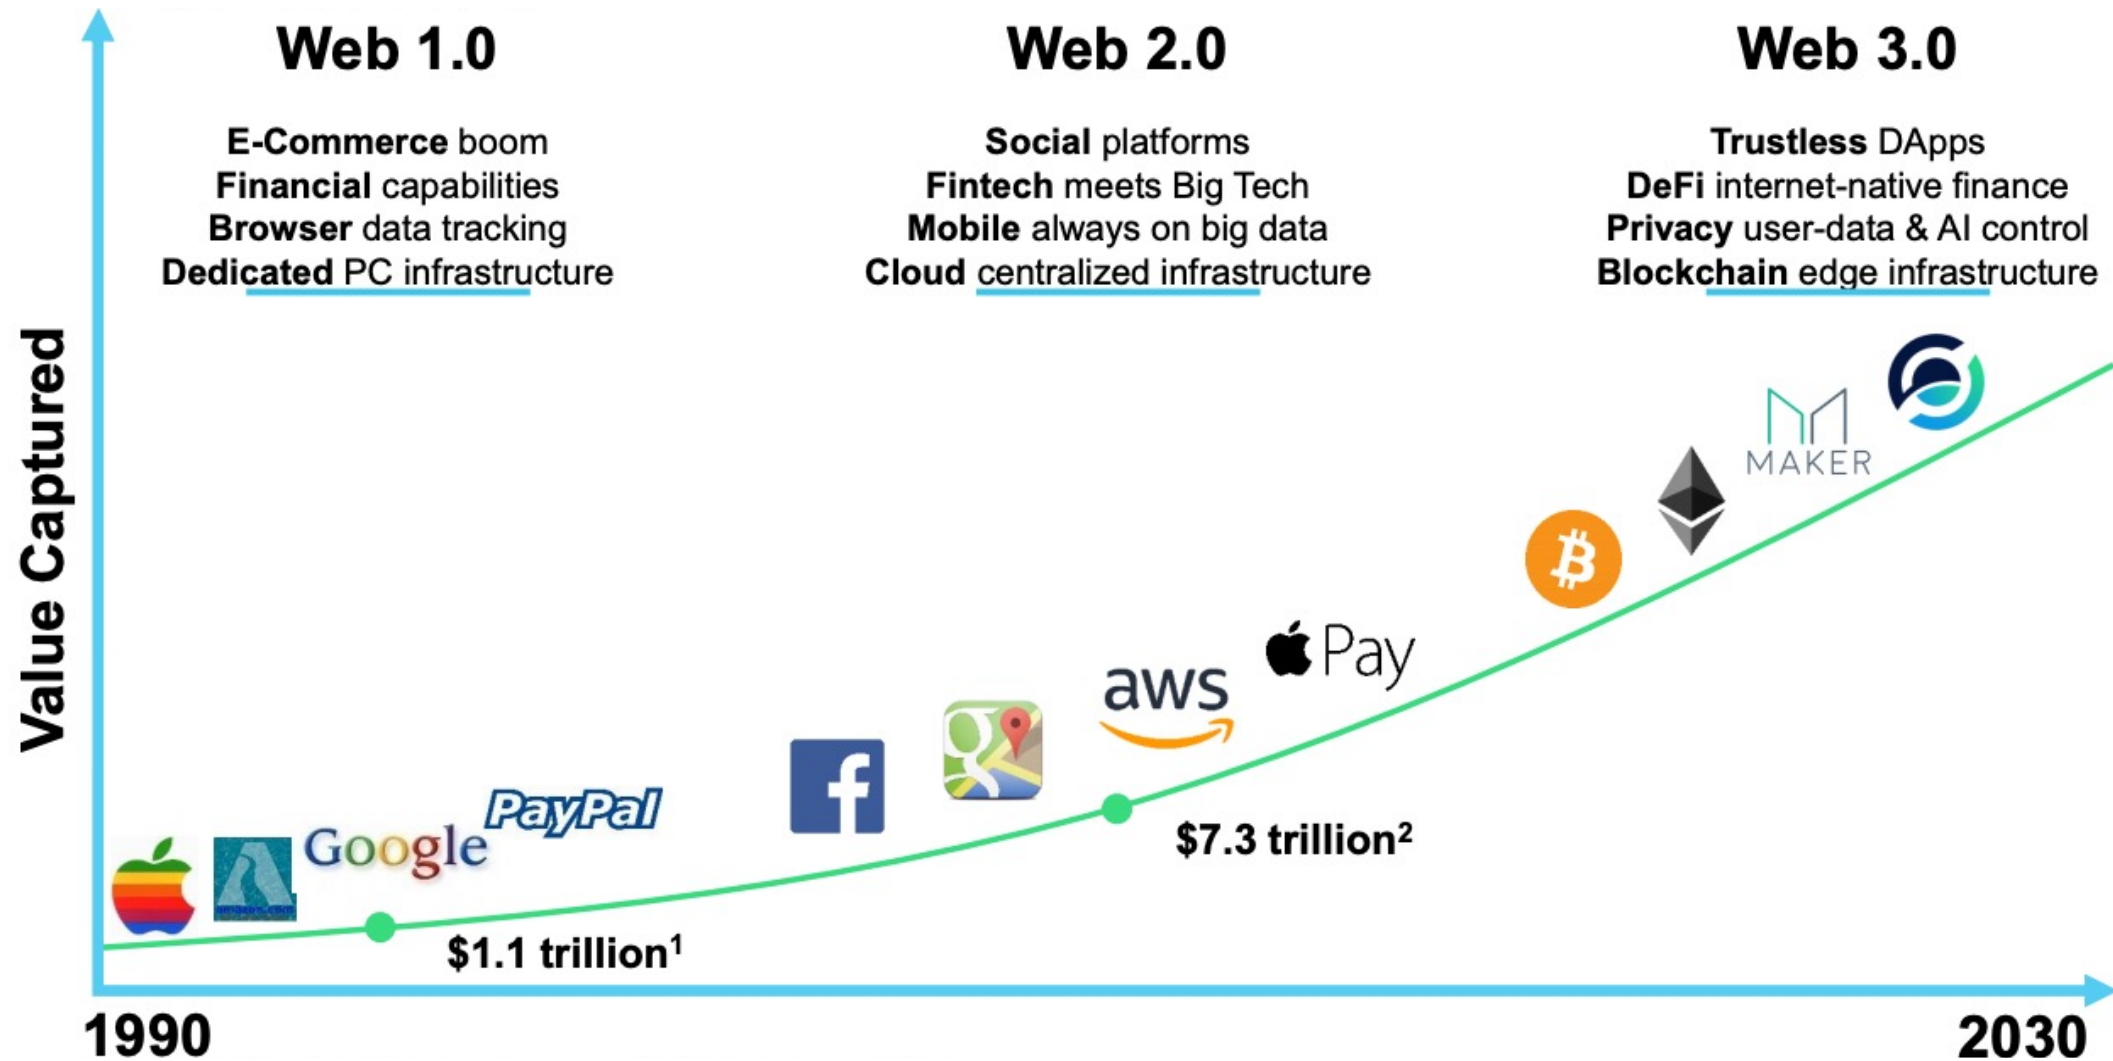 Web 1.0
E-Commerce boom
Financial capabilities
Browser data tracking
Dedicated PC infrastructure
Web 2.0
Social platforms
Fintech meets Big Tech
Mobile always on big data
Cloud centralized infrastructure
Web 3.0
Trustless DApps
DeFi internet-native finance
Privacy user-data & AI control
Blockchain edge infrastructure
Value Captured
MAKER
Pay
aws
g
f
PayPal
Google
amazon.com
$7.3 trillion²
$1.1 trillion¹
1990
2030